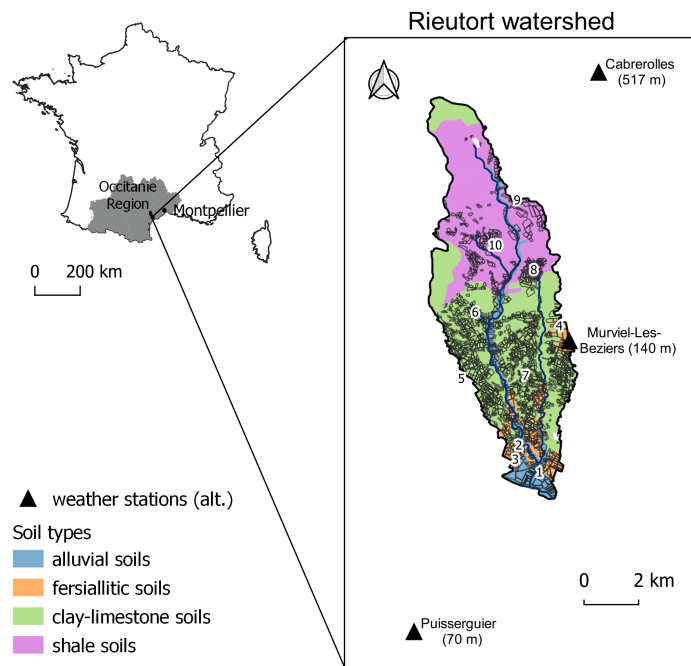 Rieutort watershed
Cabrerolles
(517 m)
Occitanie
Region
Montpellier
0 200 km
9
10
8
6
4
Murviel-Les-
Beziers (140 m)
5
7
2
3
1
weather stations (alt.)
Soil types
alluvial soils
fersiallitic soils
clay-limestone soils
shale soils
0 2 km
Puisserguier
(70 m)